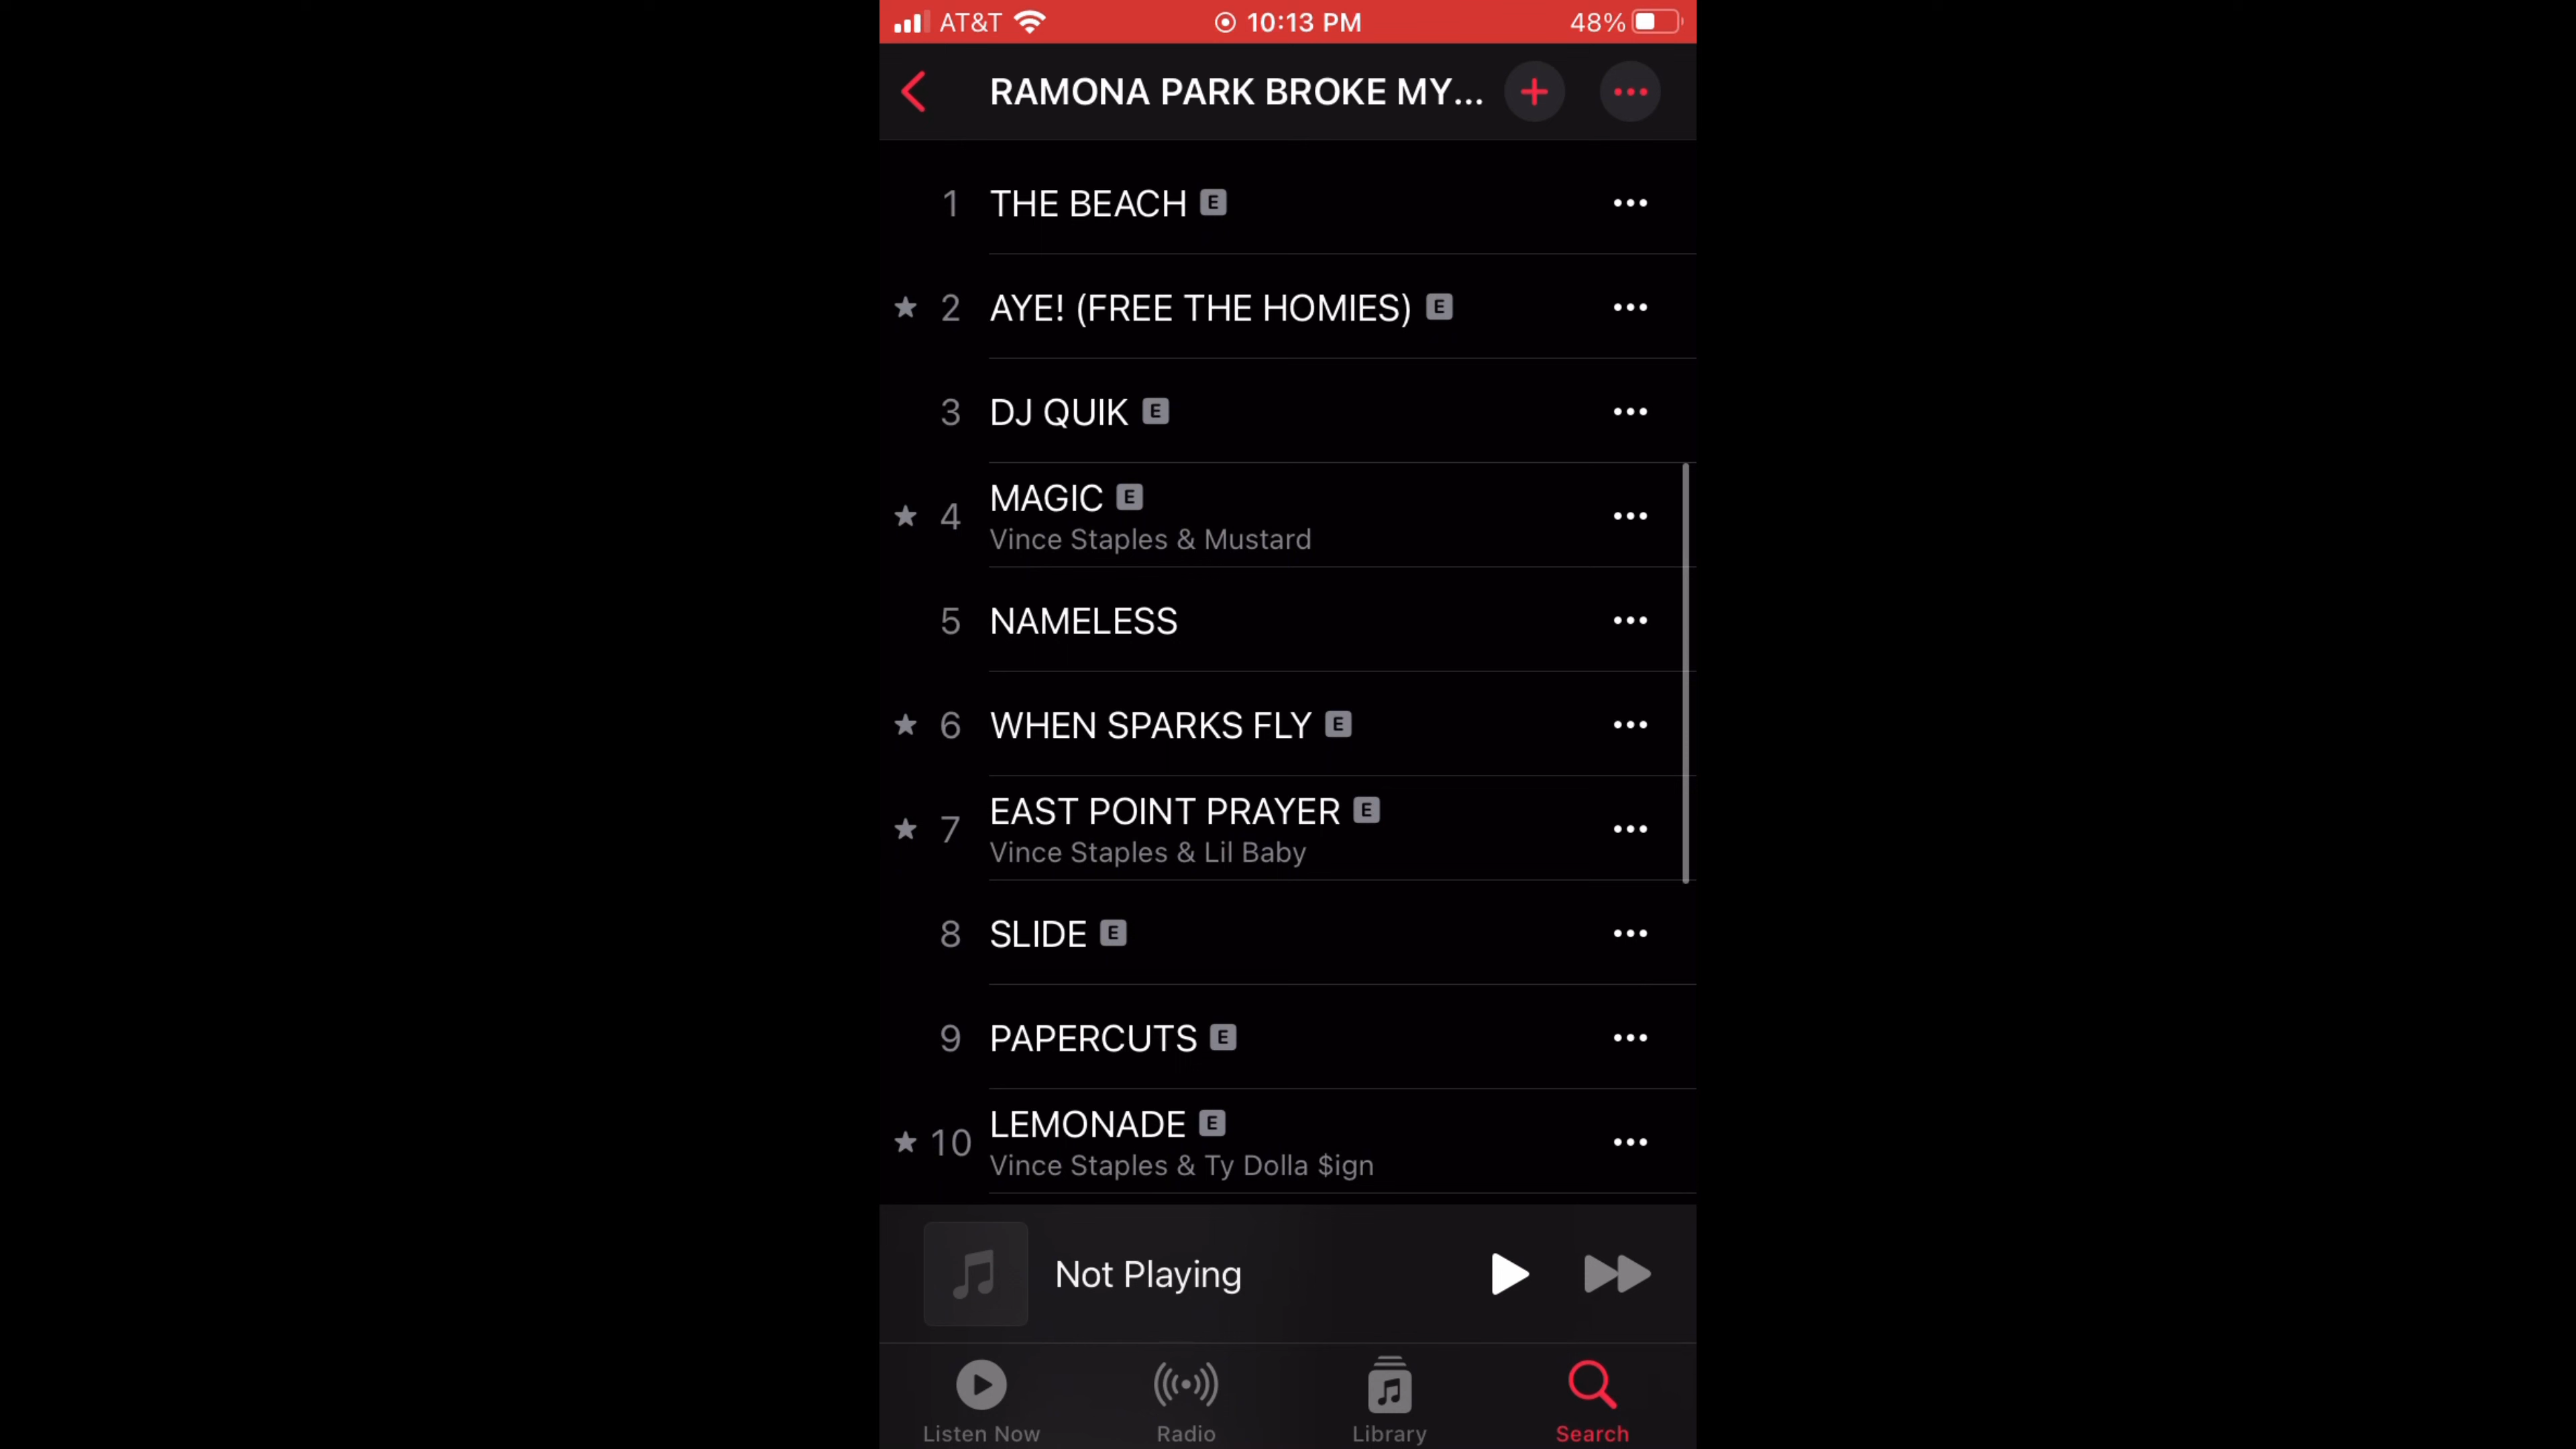 AT&T 10:13 PM 48%
RAMONA PARK BROKE MY...
1 THE BEACH E
2 AYE! (FREE THE HOMIES) E
3 DJ QUIK E
4 MAGIC E
Vince Staples & Mustard
5 NAMELESS
6 WHEN SPARKS FLY E
7 EAST POINT PRAYER E
Vince Staples & Lil Baby
8 SLIDE E
9 PAPERCUTS E
10 LEMONADE E
Vince Staples & Ty Dolla $ign
Not Playing
Listen Now Radio Library Search